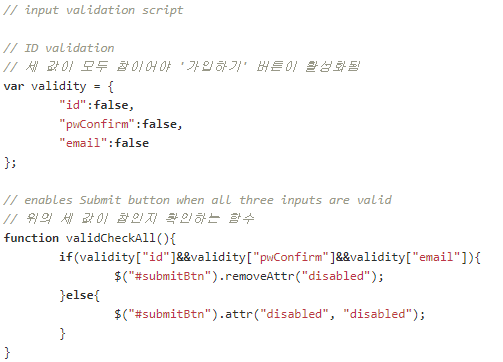 // input validation script
// ID validation
// 세 값이 모두 참이어야 '가입하기' 버튼이 활성화됨
var validity = {
"id":false,
"pwConfirm":false,
"email":false
};
// enables Submit button when all three inputs are valid
// 위의 세 값이 참인지 확인하는 함수
function validCheckAll(){
if(validity["id"]&&validity["pwConfirm"]&&validity["email"]){
$("#submitBtn").removeAttr("disabled");
}else{
$("#submitBtn").attr("disabled", "disabled");
}
}